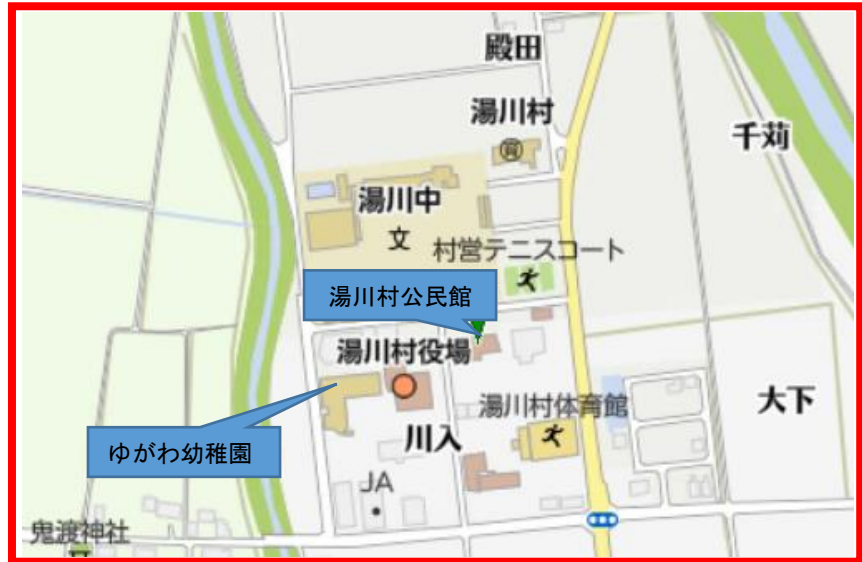 殿田
湯川村
千苅
湯川中
文
村営テニスコート
湯川村公民館
湯川村役場
湯川村体育館
大下
ゆがわ幼稚園
川入
JA
鬼渡神社